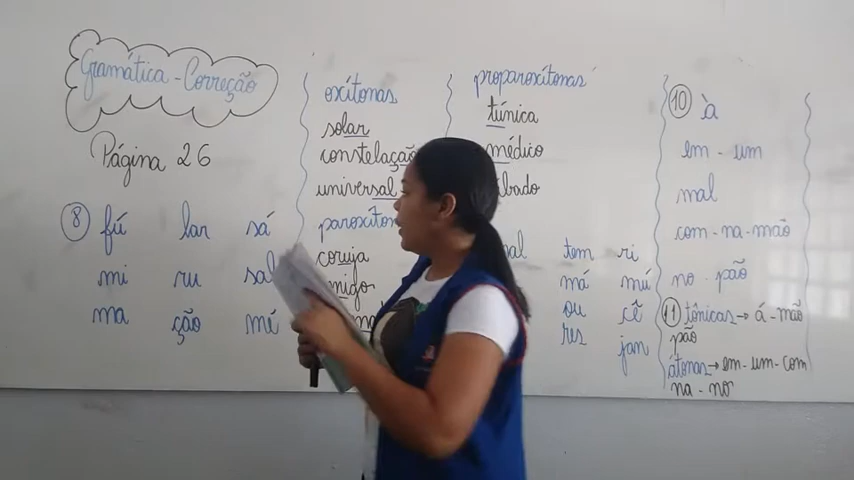 Gramática - Correção
Página 26
8 fú lar sá
mi ru sal
ma ção mé
oxítonas
solar
constelação
universal
coruja
proparoxítonas
túnica
médico
tem ri
má mú
ou cê
res jan
10 à
em - um
mal
com - na - mão
no - pão
11 tônicas → á - mão
pão
átonas → em - um - com
na - no